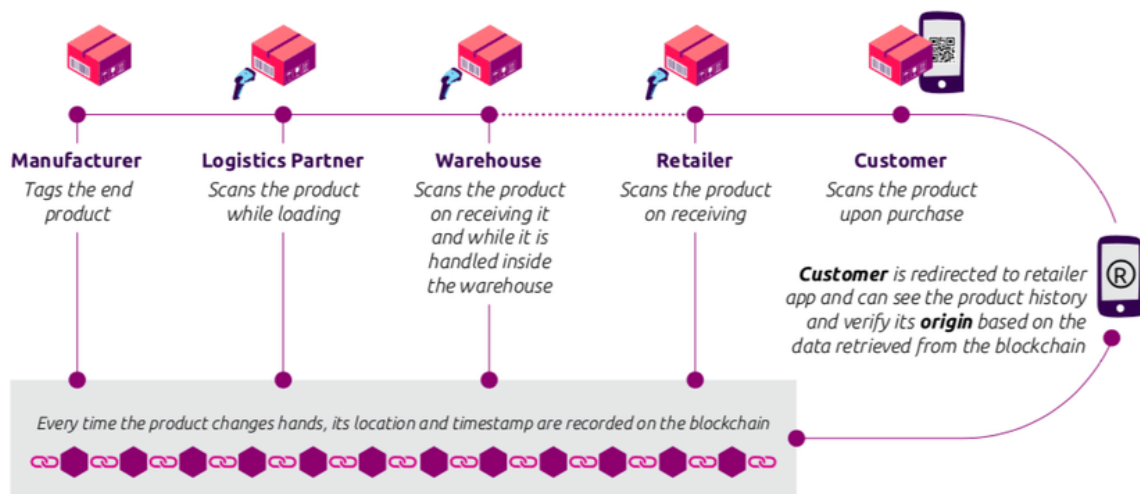 Manufacturer
Tags the end
product
Logistics Partner
Scans the product
while loading
Warehouse
Scans the product
on receiving it
and while it is
handled inside
the warehouse
Retailer
Scans the product
on receiving
Customer
Scans the product
upon purchase
®
Customer is redirected to retailer
app and can see the product history
and verify its origin based on the
data retrieved from the blockchain
Every time the product changes hands, its location and timestamp are recorded on the blockchain